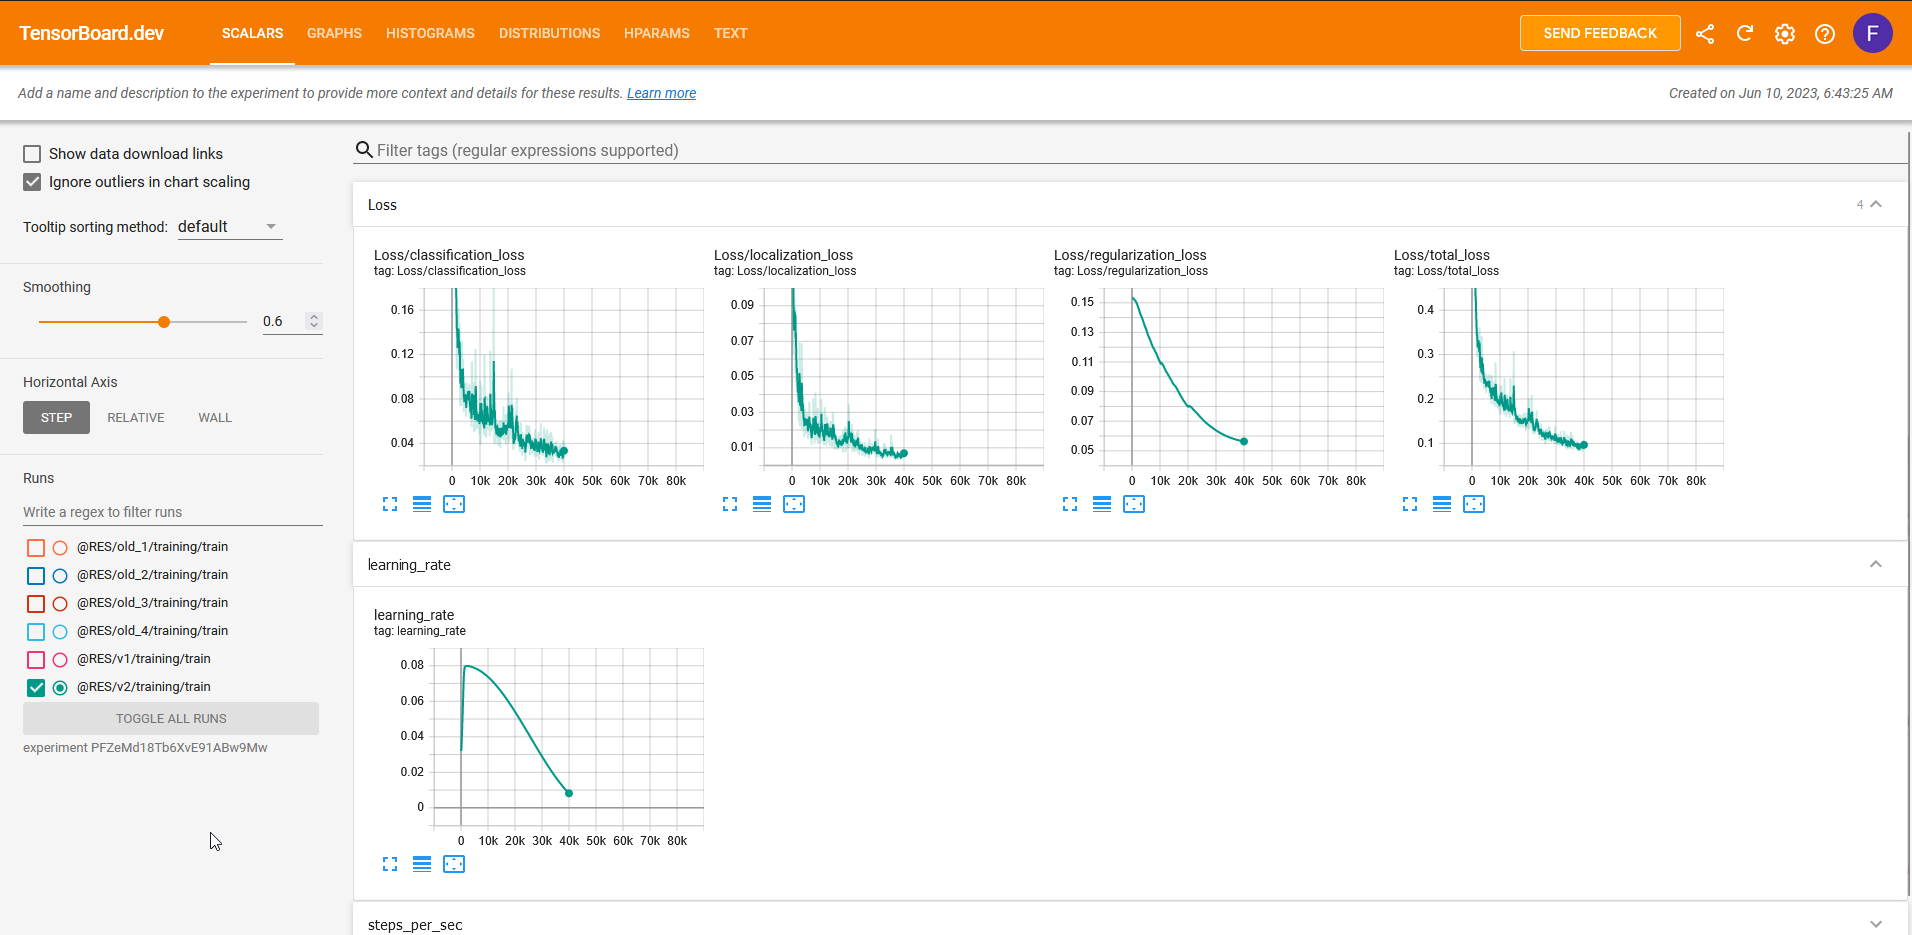 TensorBoard.dev SCALARS GRAPHS HISTOGRAMS DISTRIBUTIONS HPARAMS TEXT SEND FEEDBACK F
Add a name and description to the experiment to provide more context and details for these results. Learn more Created on Jun 10, 2023, 6:43:25 AM
Show data download links
Ignore outliers in chart scaling
Tooltip sorting method: default
Smoothing
0.6
Horizontal Axis
STEP RELATIVE WALL
Runs
Write a regex to filter runs
@RES/old_1/training/train
@RES/old_2/training/train
@RES/old_3/training/train
@RES/old_4/training/train
@RES/v1/training/train
@RES/v2/training/train
TOGGLE ALL RUNS
experiment PFZeMd18Tb6XvE91ABw9Mw
Filter tags (regular expressions supported)
Loss 4
Loss/classification_loss
tag: Loss/classification_loss
0.16
0.12
0.08
0.04
0 10k 20k 30k 40k 50k 60k 70k 80k
Loss/localization_loss
tag: Loss/localization_loss
0.09
0.07
0.05
0.03
0.01
0 10k 20k 30k 40k 50k 60k 70k 80k
Loss/regularization_loss
tag: Loss/regularization_loss
0.15
0.13
0.11
0.09
0.07
0.05
0 10k 20k 30k 40k 50k 60k 70k 80k
Loss/total_loss
tag: Loss/total_loss
0.4
0.3
0.2
0.1
0 10k 20k 30k 40k 50k 60k 70k 80k
learning_rate
learning_rate
tag: learning_rate
0.08
0.06
0.04
0.02
0
0 10k 20k 30k 40k 50k 60k 70k 80k
steps_per_sec